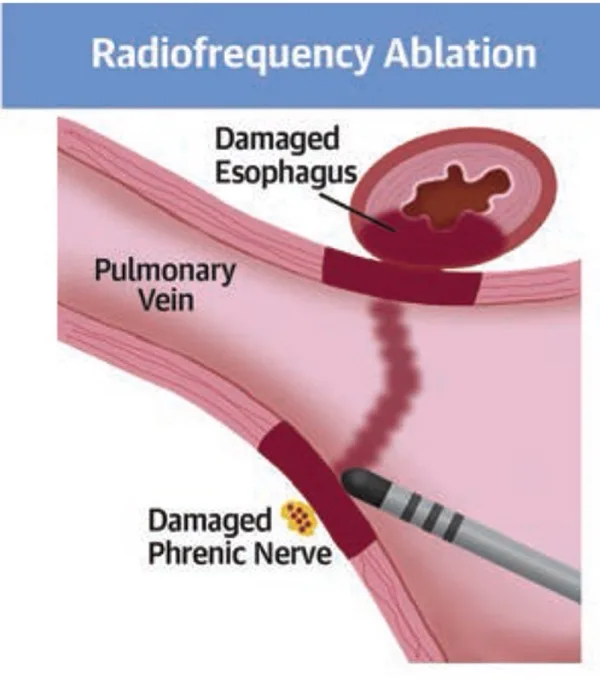 Radiofrequency Ablation
Damaged
Esophagus
Pulmonary
Vein
Damaged
Phrenic Nerve